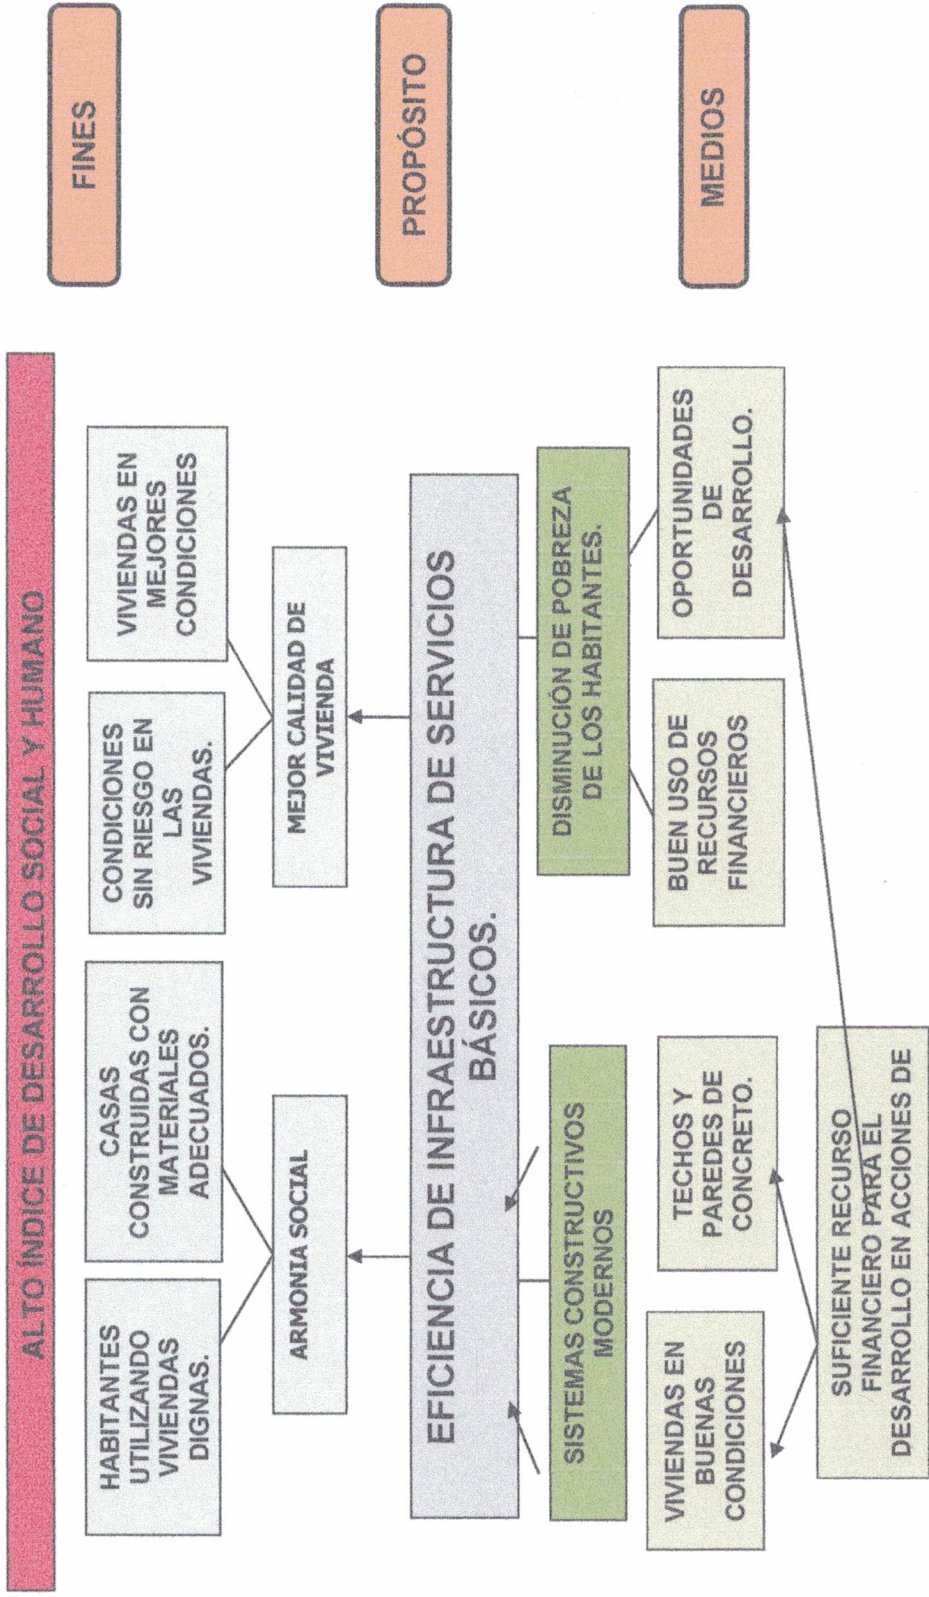 ALTO ÍNDICE DE DESARROLLO SOCIAL Y HUMANO
FINES
HABITANTES
UTILIZANDO
VIVIENDAS
DIGNAS.
CASAS
CONSTRUIDAS CON
MATERIALES
ADECUADOS.
CONDICIONES
SIN RIESGO EN
LAS
VIVIENDAS.
VIVIENDAS EN
MEJORES
CONDICIONES
ARMONIA SOCIAL
MEJOR CALIDAD DE
VIVIENDA
EFICIENCIA DE INFRAESTRUCTURA DE SERVICIOS
BÁSICOS.
PROPÓSITO
SISTEMAS CONSTRUCTIVOS
MODERNOS
DISMINUCIÓN DE POBREZA
DE LOS HABITANTES.
VIVIENDAS EN
BUENAS
CONDICIONES
TECHOS Y
PAREDES DE
CONCRETO.
BUEN USO DE
RECURSOS
FINANCIEROS
OPORTUNIDADES
DE
DESARROLLO.
MEDIOS
SUFICIENTE RECURSO
FINANCIERO PARA EL
DESARROLLO EN ACCIONES DE